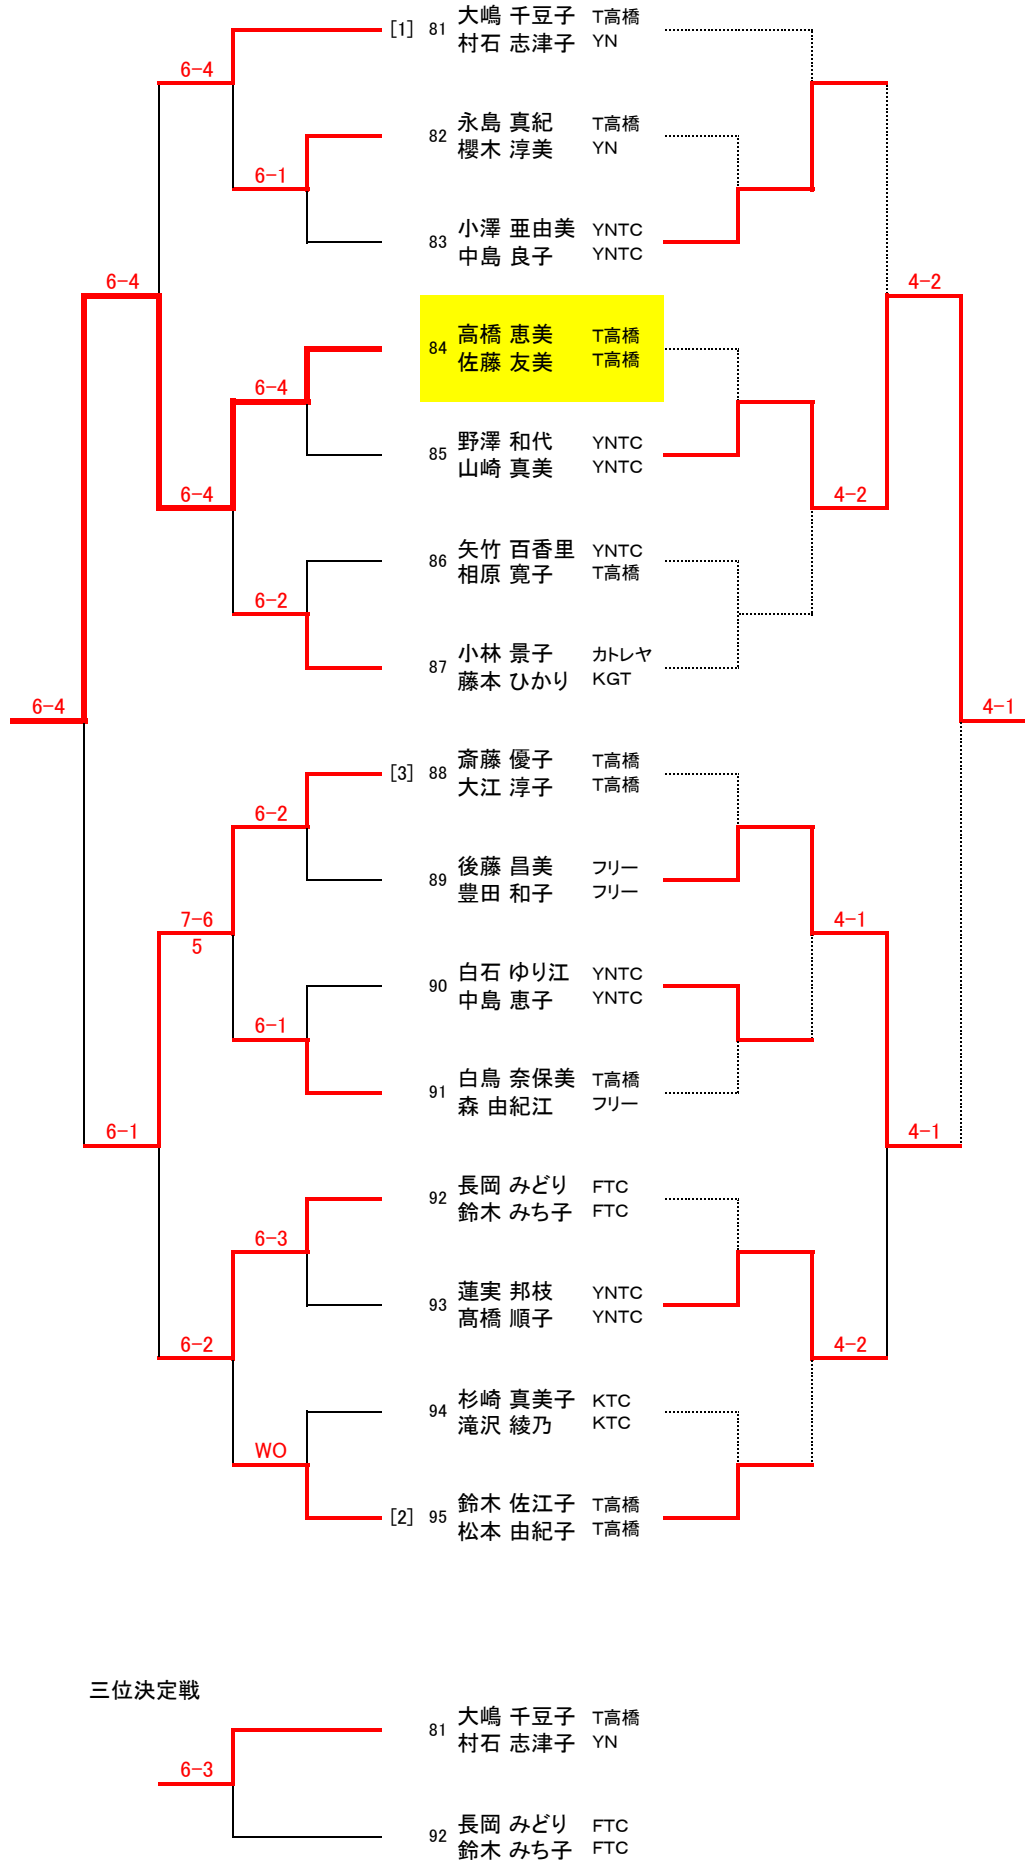 [1] 81 大嶋 千豆子 T高橋
村石 志津子 YN
6-4
82 永島 真紀 T高橋
櫻木 淳美 YN
6-1
83 小澤 亜由美 YNTC
中島 良子 YNTC
6-4 4-2
84 高橋 恵美 T高橋
佐藤 友美 T高橋
6-4
85 野澤 和代 YNTC
山崎 真美 YNTC
6-4 4-2
86 矢竹 百香里 YNTC
相原 寛子 T高橋
6-2
87 小林 景子 カトレヤ
藤本 ひかり KGT
6-4 4-1
[3] 88 斎藤 優子 T高橋
大江 淳子 T高橋
6-2
89 後藤 昌美 フリー
豊田 和子 フリー
7-6 4-1
5
90 白石 ゆり江 YNTC
中島 恵子 YNTC
6-1
91 白鳥 奈保美 T高橋
森 由紀江 フリー
6-1 4-1
92 長岡 みどり FTC
鈴木 みち子 FTC
6-3
93 蓮実 邦枝 YNTC
髙橋 順子 YNTC
6-2 4-2
94 杉崎 真美子 KTC
滝沢 綾乃 KTC
WO
[2] 95 鈴木 佐江子 T高橋
松本 由紀子 T高橋
三位決定戦
81 大嶋 千豆子 T高橋
村石 志津子 YN
6-3
92 長岡 みどり FTC
鈴木 みち子 FTC